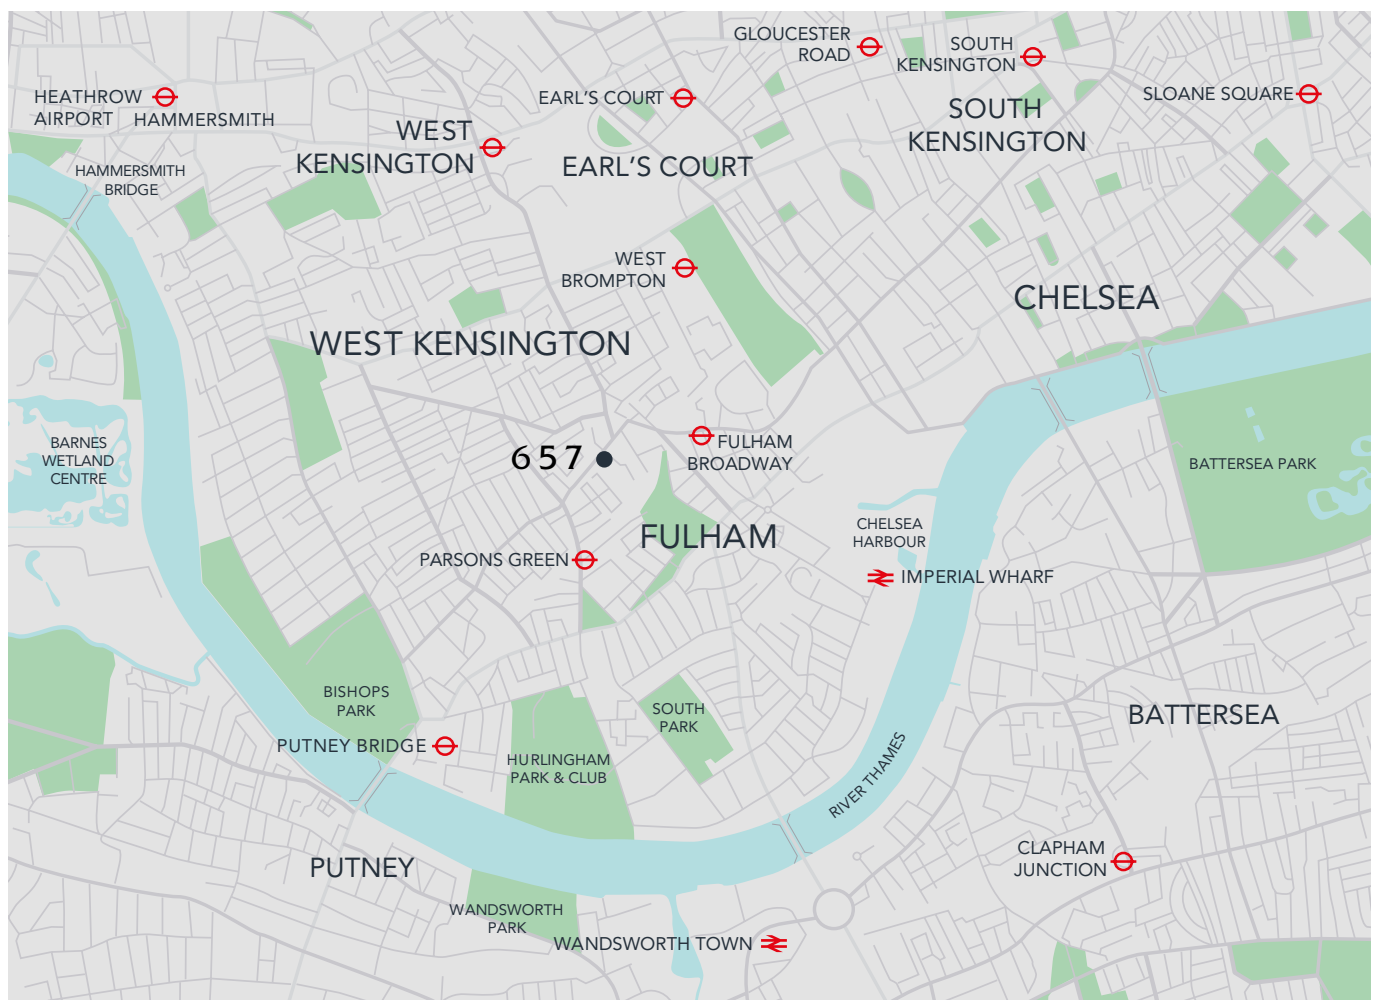 GLOUCESTER
ROAD
SOUTH
KENSINGTON
HEATHROW
AIRPORT
HAMMERSMITH
EARL'S COURT
SLOANE SQUARE
WEST
KENSINGTON
SOUTH
KENSINGTON
EARL'S COURT
HAMMERSMITH
BRIDGE
WEST
BROMPTON
CHELSEA
WEST KENSINGTON
BARNES
WETLAND
CENTRE
657
FULHAM
BROADWAY
BATTERSEA PARK
FULHAM
CHELSEA
HARBOUR
PARSONS GREEN
IMPERIAL WHARF
BISHOPS
PARK
SOUTH
PARK
BATTERSEA
PUTNEY BRIDGE
HURLINGHAM
PARK & CLUB
RIVER THAMES
PUTNEY
CLAPHAM
JUNCTION
WANDSWORTH
PARK
WANDSWORTH TOWN